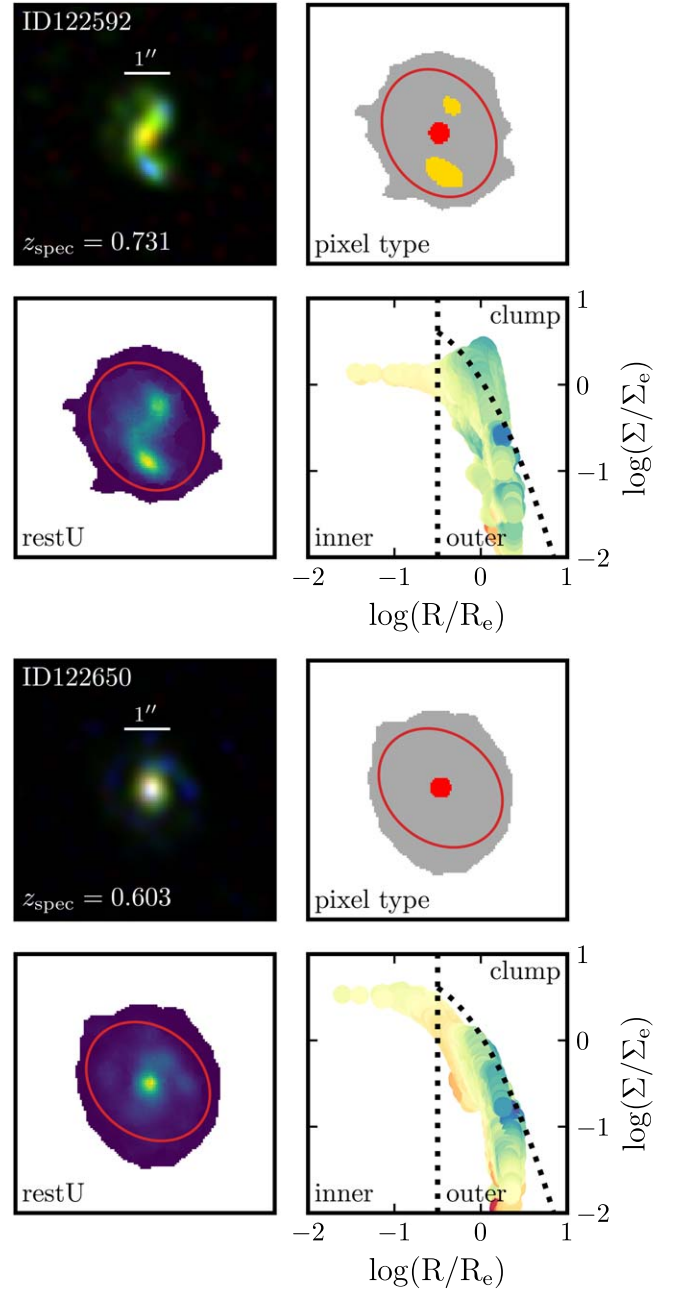 ID122592
1″
z_spec = 0.731
pixel type
restU
clump
inner
outer
1
0
−1
−2
log(Σ/Σ_e)
−2 −1 0 1
log(R/R_e)
ID122650
1″
z_spec = 0.603
pixel type
restU
clump
inner
outer
1
0
−1
−2
log(Σ/Σ_e)
−2 −1 0 1
log(R/R_e)